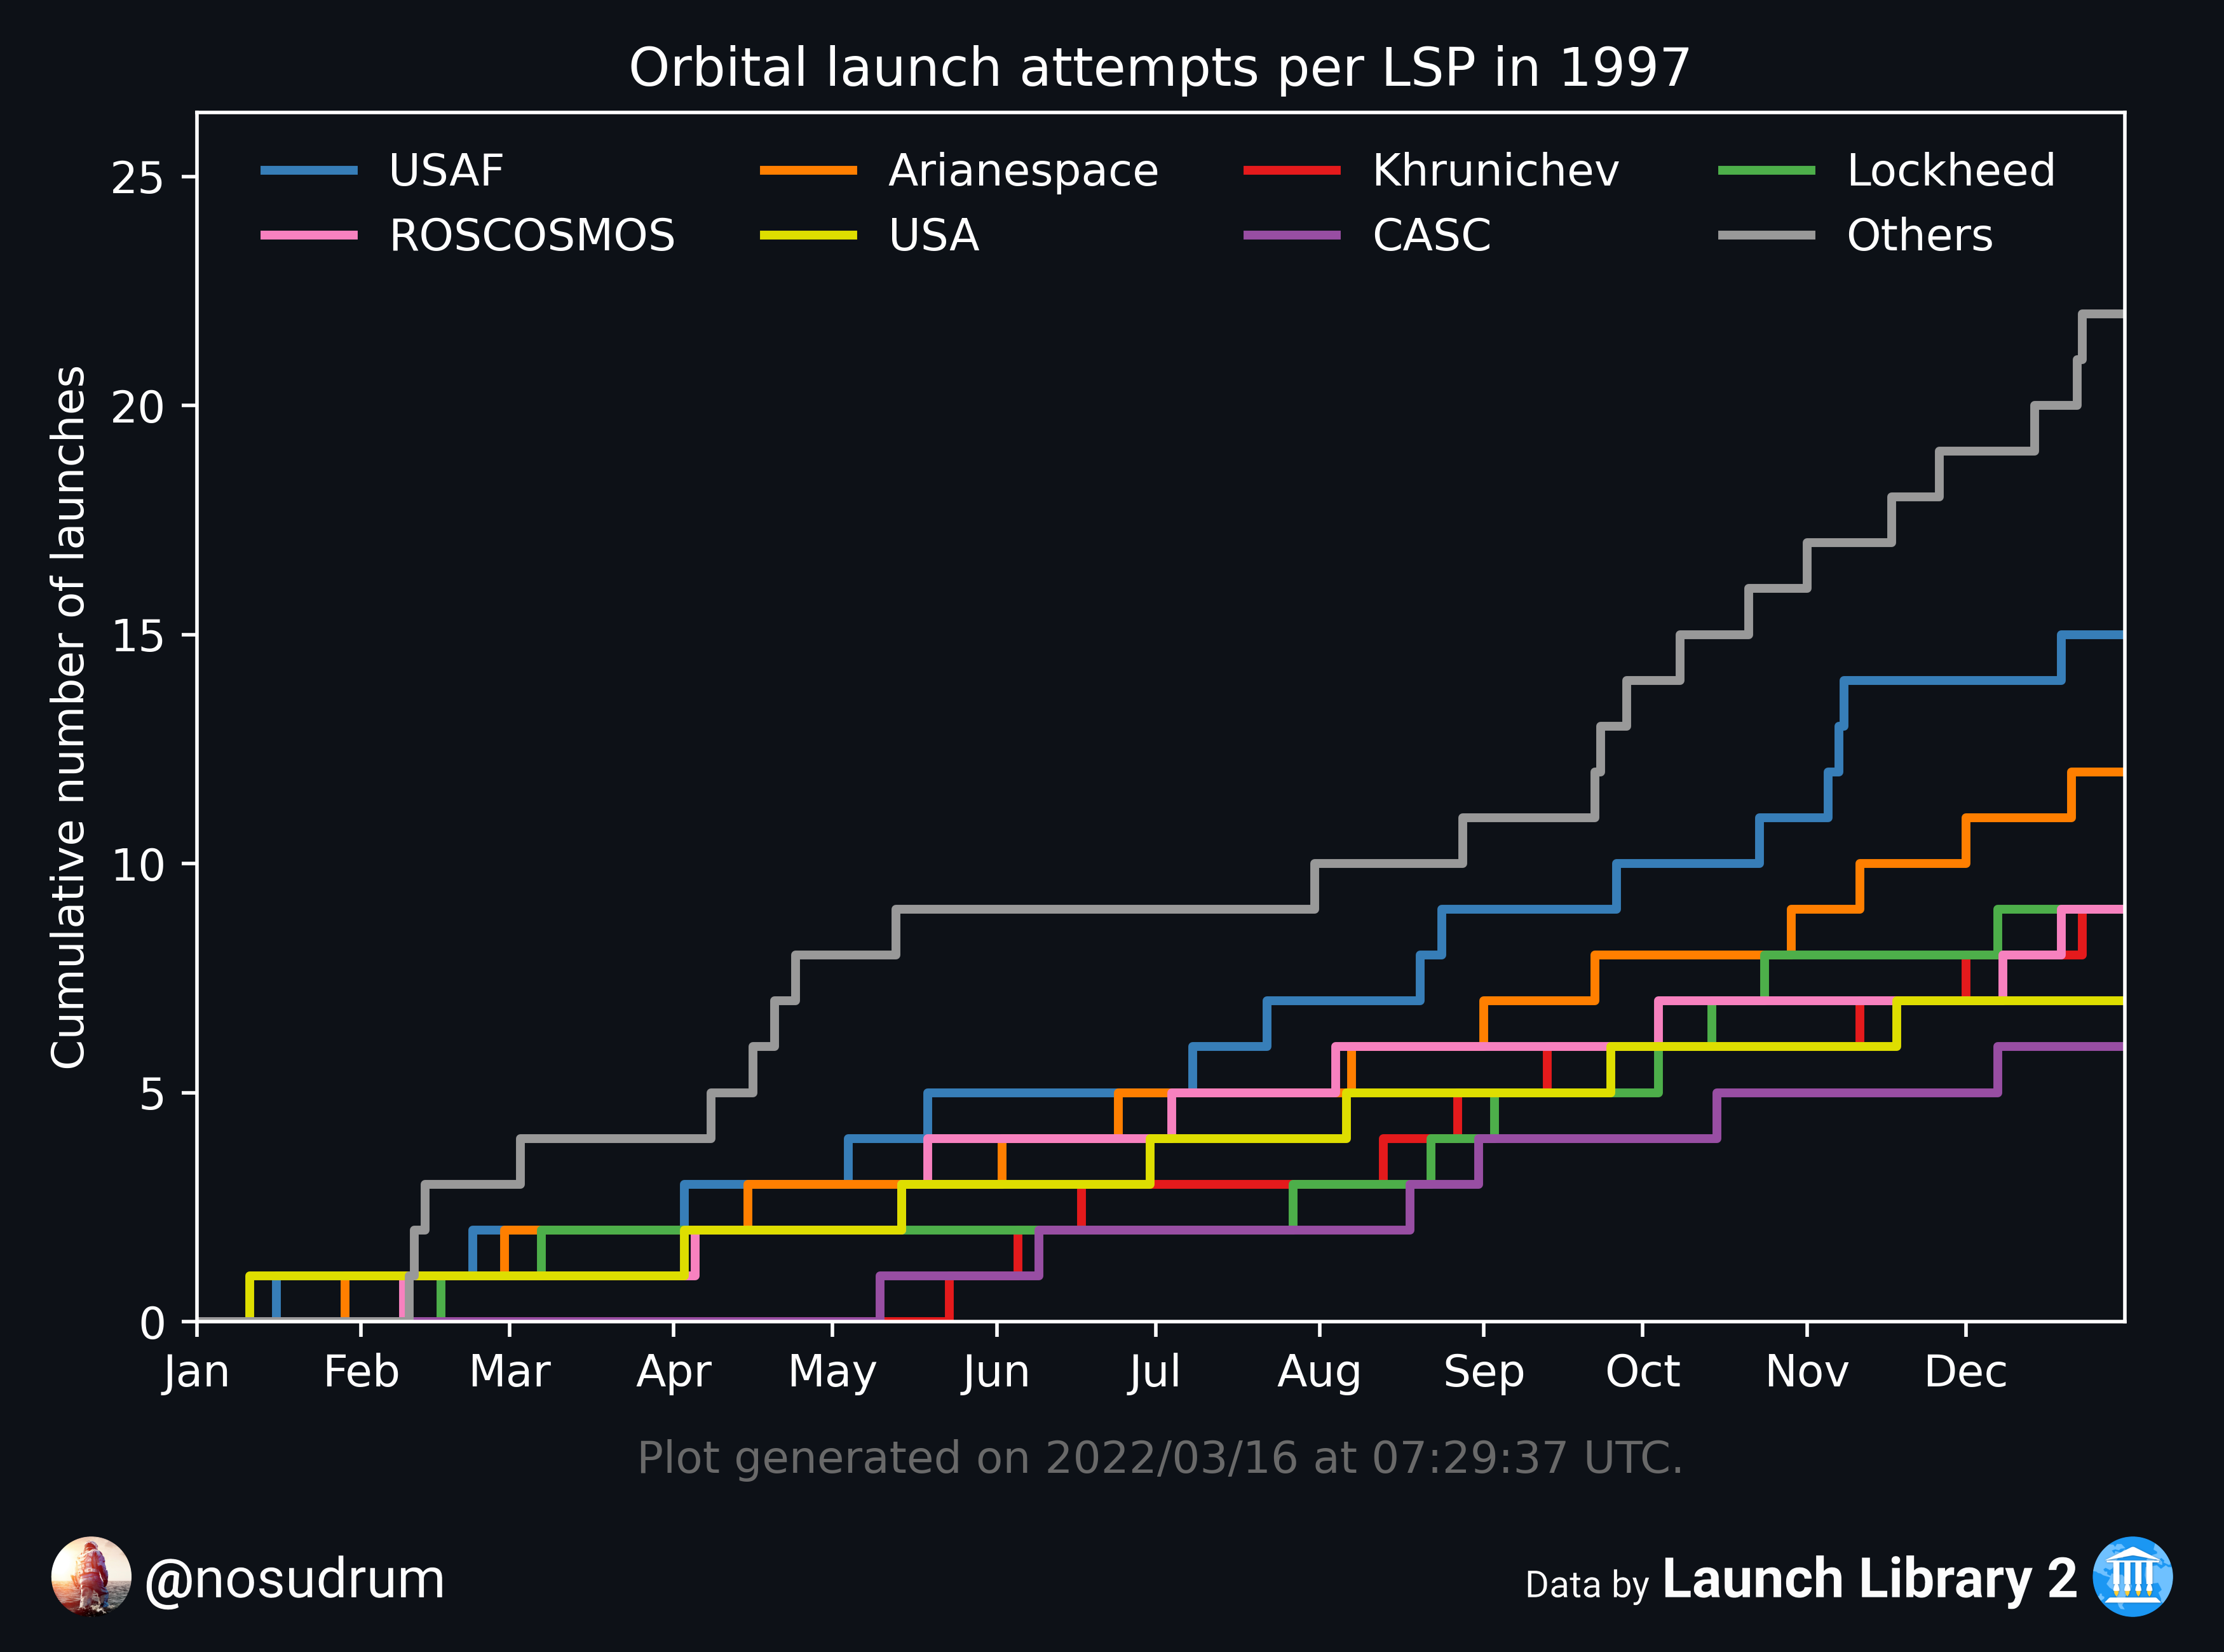 Orbital launch attempts per LSP in 1997
USAF
Arianespace
Khrunichev
Lockheed
ROSCOSMOS
USA
CASC
Others
Cumulative number of launches
25
20
15
10
5
0
Jan Feb Mar Apr May Jun Jul Aug Sep Oct Nov Dec
Plot generated on 2022/03/16 at 07:29:37 UTC.
@nosudrum
Data by Launch Library 2